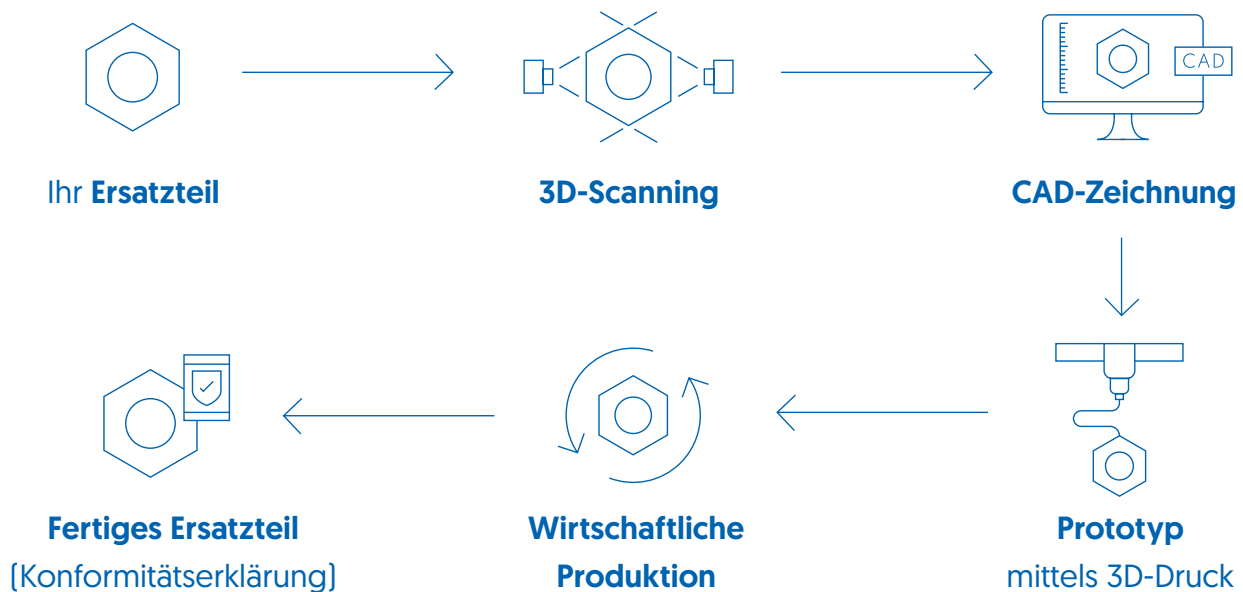 CAD
Ihr Ersatzteil
3D-Scanning
CAD-Zeichnung
Fertiges Ersatzteil
(Konformitätserklärung)
Wirtschaftliche
Produktion
Prototyp
mittels 3D-Druck